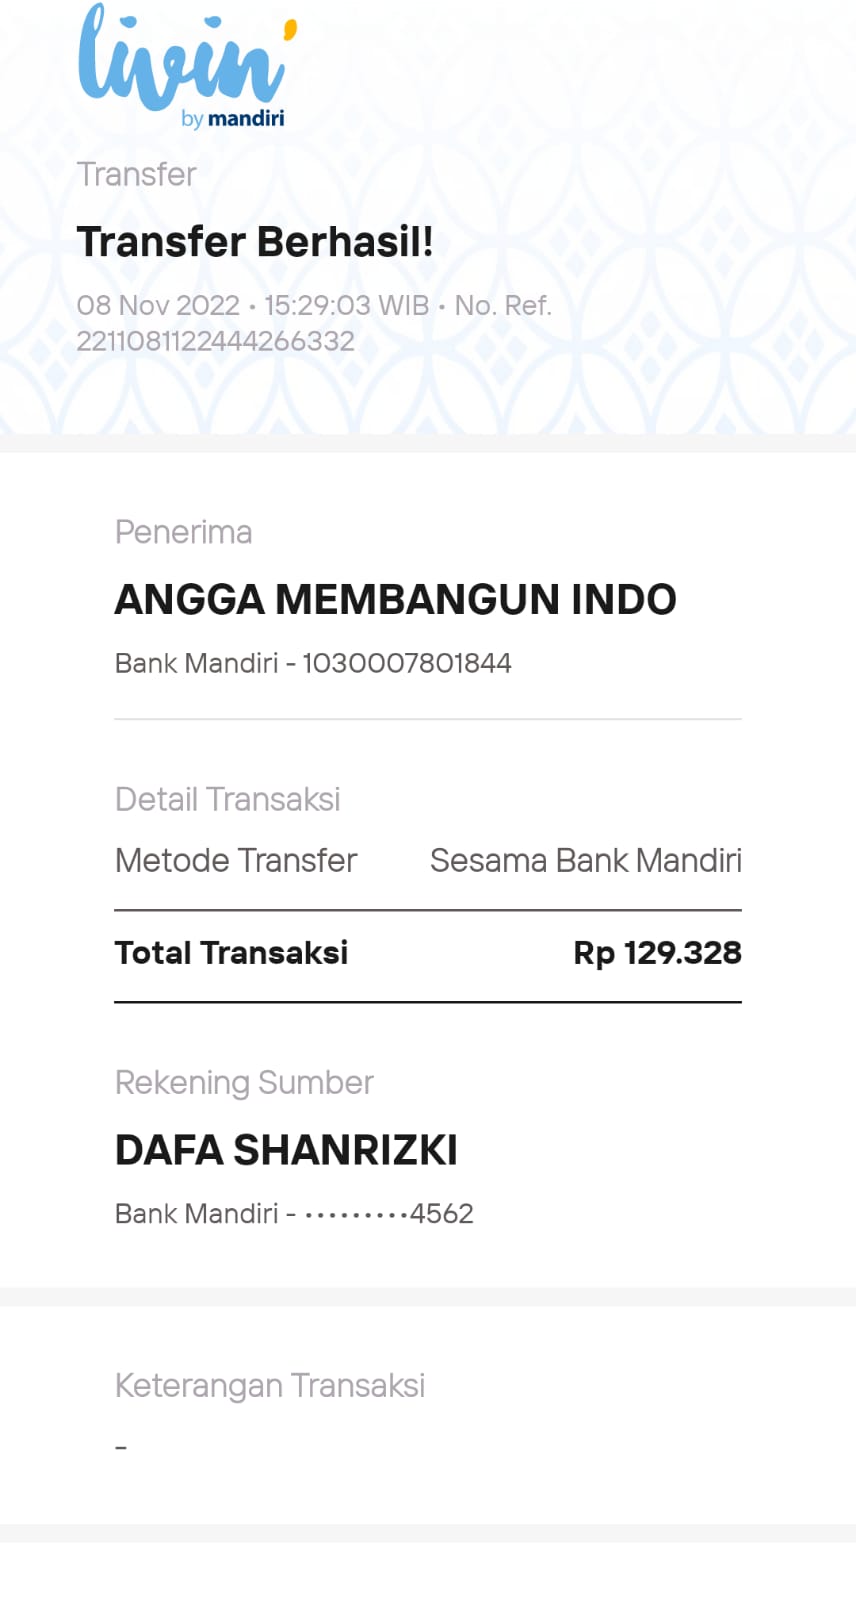 livin'
by mandiri
Transfer
Transfer Berhasil!
08 Nov 2022 • 15:29:03 WIB • No. Ref.
2211081122444266332
Penerima
ANGGA MEMBANGUN INDO
Bank Mandiri - 1030007801844
Detail Transaksi
Metode Transfer Sesama Bank Mandiri
Total Transaksi Rp 129.328
Rekening Sumber
DAFA SHANRIZKI
Bank Mandiri - •••••••••4562
Keterangan Transaksi
-